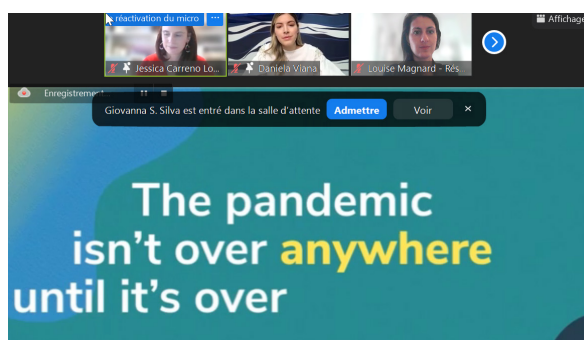 réactivation du micro ...
Affichage
Jessica Carreno Lo...
Daniela Viana
Louise Magnard - Rés...
Enregistrement
Giovanna S. Silva est entré dans la salle d'attente Admettre Voir
The pandemic
isn't over anywhere
until it's over